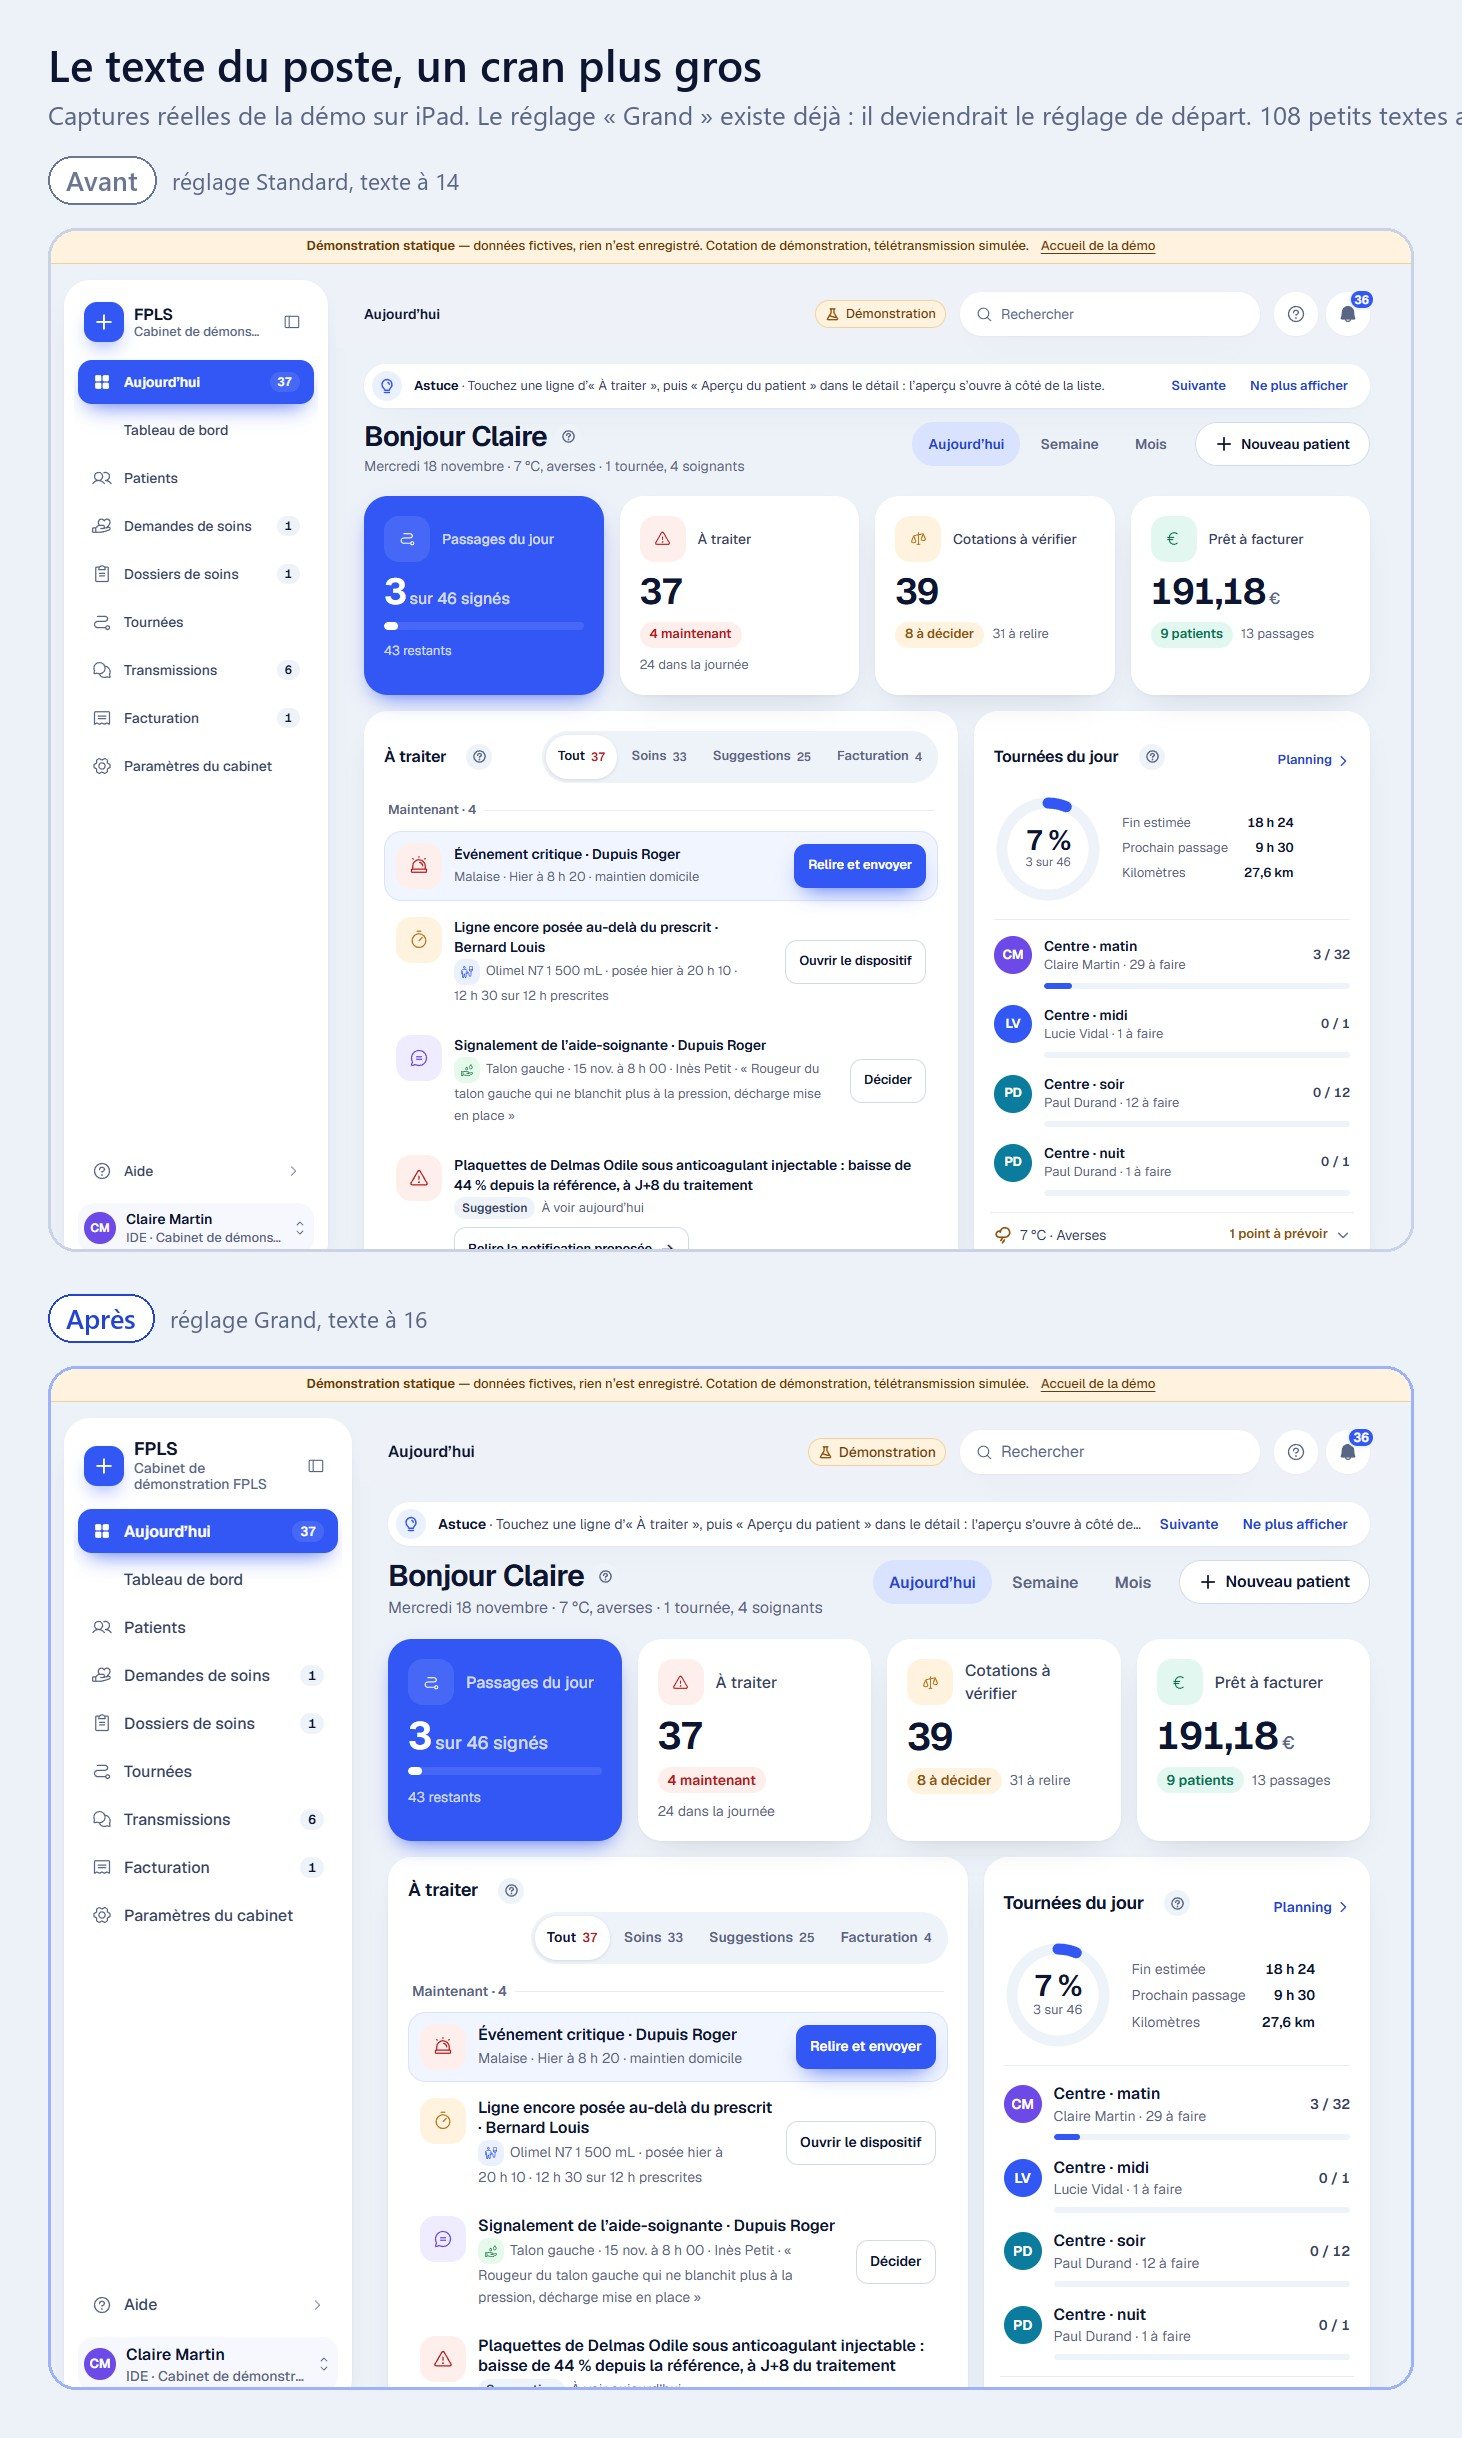 Le texte du poste, un cran plus gros
Captures réelles de la démo sur iPad. Le réglage « Grand » existe déjà : il deviendrait le réglage de départ. 108 petits textes a
Avant réglage Standard, texte à 14
Démonstration statique — données fictives, rien n'est enregistré. Cotation de démonstration, télétransmission simulée. Accueil de la démo
FPLS
Cabinet de démons...
Aujourd'hui
Démonstration
Rechercher
36
Aujourd'hui 37
Tableau de bord
Patients
Demandes de soins 1
Dossiers de soins 1
Tournées
Transmissions 6
Facturation 1
Paramètres du cabinet
Aide
CM Claire Martin
IDE · Cabinet de démons...
Astuce · Touchez une ligne d'« À traiter », puis « Aperçu du patient » dans le détail : l'aperçu s'ouvre à côté de la liste. Suivante Ne plus afficher
Bonjour Claire
Mercredi 18 novembre · 7 °C, averses · 1 tournée, 4 soignants
Aujourd'hui Semaine Mois + Nouveau patient
Passages du jour
3 sur 46 signés
43 restants
À traiter
37
4 maintenant
24 dans la journée
Cotations à vérifier
39
8 à décider 31 à relire
Prêt à facturer
191,18 €
9 patients 13 passages
À traiter
Tout 37 Soins 33 Suggestions 25 Facturation 4
Maintenant · 4
Événement critique · Dupuis Roger
Malaise · Hier à 8 h 20 · maintien domicile
Relire et envoyer
Ligne encore posée au-delà du prescrit ·
Bernard Louis
Olimel N7 1 500 mL · posée hier à 20 h 10 ·
12 h 30 sur 12 h prescrites
Ouvrir le dispositif
Signalement de l'aide-soignante · Dupuis Roger
Talon gauche · 15 nov. à 8 h 00 · Inès Petit · « Rougeur du
talon gauche qui ne blanchit plus à la pression, décharge mise
en place »
Décider
Plaquettes de Delmas Odile sous anticoagulant injectable : baisse de
44 % depuis la référence, à J+8 du traitement
Suggestion À voir aujourd'hui
Relire la notification proposée →
Tournées du jour
Planning
7 %
3 sur 46
Fin estimée 18 h 24
Prochain passage 9 h 30
Kilomètres 27,6 km
CM Centre · matin 3 / 32
Claire Martin · 29 à faire
LV Centre · midi 0 / 1
Lucie Vidal · 1 à faire
PD Centre · soir 0 / 12
Paul Durand · 12 à faire
PD Centre · nuit 0 / 1
Paul Durand · 1 à faire
7 °C · Averses 1 point à prévoir
Après réglage Grand, texte à 16
Démonstration statique — données fictives, rien n'est enregistré. Cotation de démonstration, télétransmission simulée. Accueil de la démo
FPLS
Cabinet de
démonstration FPLS
Aujourd'hui
Démonstration
Rechercher
36
Aujourd'hui 37
Tableau de bord
Patients
Demandes de soins 1
Dossiers de soins 1
Tournées
Transmissions 6
Facturation 1
Paramètres du cabinet
Aide
CM Claire Martin
IDE · Cabinet de démonstr...
Astuce · Touchez une ligne d'« À traiter », puis « Aperçu du patient » dans le détail : l'aperçu s'ouvre à côté de... Suivante Ne plus afficher
Bonjour Claire
Mercredi 18 novembre · 7 °C, averses · 1 tournée, 4 soignants
Aujourd'hui Semaine Mois + Nouveau patient
Passages du jour
3 sur 46 signés
43 restants
À traiter
37
4 maintenant
24 dans la journée
Cotations à
vérifier
39
8 à décider 31 à relire
Prêt à facturer
191,18 €
9 patients 13 passages
À traiter
Tout 37 Soins 33 Suggestions 25 Facturation 4
Maintenant · 4
Événement critique · Dupuis Roger
Malaise · Hier à 8 h 20 · maintien domicile
Relire et envoyer
Ligne encore posée au-delà du prescrit
· Bernard Louis
Olimel N7 1 500 mL · posée hier à
20 h 10 · 12 h 30 sur 12 h prescrites
Ouvrir le dispositif
Signalement de l'aide-soignante · Dupuis Roger
Talon gauche · 15 nov. à 8 h 00 · Inès Petit · «
Rougeur du talon gauche qui ne blanchit plus à la
pression, décharge mise en place »
Décider
Plaquettes de Delmas Odile sous anticoagulant injectable :
baisse de 44 % depuis la référence, à J+8 du traitement
Tournées du jour
Planning
7 %
3 sur 46
Fin estimée 18 h 24
Prochain passage 9 h 30
Kilomètres 27,6 km
CM Centre · matin 3 / 32
Claire Martin · 29 à faire
LV Centre · midi 0 / 1
Lucie Vidal · 1 à faire
PD Centre · soir 0 / 12
Paul Durand · 12 à faire
PD Centre · nuit 0 / 1
Paul Durand · 1 à faire